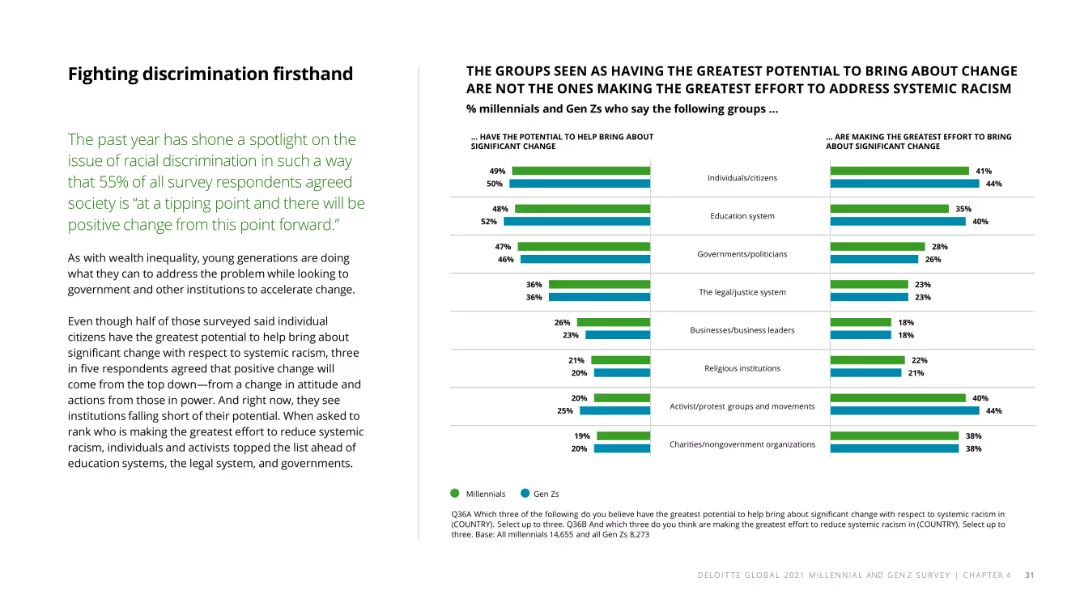 Fighting discrimination firsthand
The past year has shone a spotlight on the
issue of racial discrimination in such a way
that 55% of all survey respondents agreed
society is “at a tipping point and there will be
positive change from this point forward.”
As with wealth inequality, young generations are doing
what they can to address the problem while looking to
government and other institutions to accelerate change.
Even though half of those surveyed said individual
citizens have the greatest potential to help bring about
significant change with respect to systemic racism, three
in five respondents agreed that positive change will
come from the top down—from a change in attitude and
actions from those in power. And right now, they see
institutions falling short of their potential. When asked to
rank who is making the greatest effort to reduce systemic
racism, individuals and activists topped the list ahead of
education systems, the legal system, and governments.
THE GROUPS SEEN AS HAVING THE GREATEST POTENTIAL TO BRING ABOUT CHANGE
ARE NOT THE ONES MAKING THE GREATEST EFFORT TO ADDRESS SYSTEMIC RACISM
% millennials and Gen Zs who say the following groups ...
... HAVE THE POTENTIAL TO HELP BRING ABOUT
SIGNIFICANT CHANGE
... ARE MAKING THE GREATEST EFFORT TO BRING
ABOUT SIGNIFICANT CHANGE
49% 41%
Individuals/citizens
50% 44%
48% 35%
Education system
52% 40%
47% 28%
Governments/politicians
46% 26%
36% 23%
The legal/justice system
36% 23%
26% 18%
Businesses/business leaders
23% 18%
21% 22%
Religious institutions
20% 21%
20% 40%
Activist/protest groups and movements
25% 44%
19% 38%
Charities/nongovernment organizations
20% 38%
Millennials Gen Zs
Q36A Which three of the following do you believe have the greatest potential to help bring about significant change with respect to systemic racism in
(COUNTRY). Select up to three. Q36B And which three do you think are making the greatest effort to reduce systemic racism in (COUNTRY). Select up to
three. Base: All millennials 14,655 and all Gen Zs 8,273
DELOITTE GLOBAL 2021 MILLENNIAL AND GEN Z SURVEY | CHAPTER 4 31